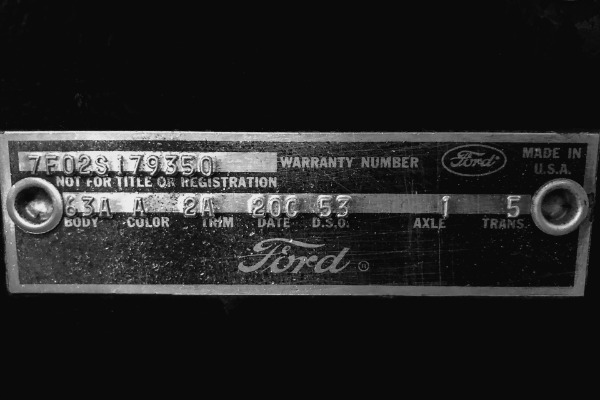 7F02S179350 WARRANTY NUMBER Ford MADE IN U.S.A.
NOT FOR TITLE OR REGISTRATION
63A A 2A 20C 53 1 5
BODY COLOR TRIM DATE D.S.O. AXLE TRANS.
Ford ®